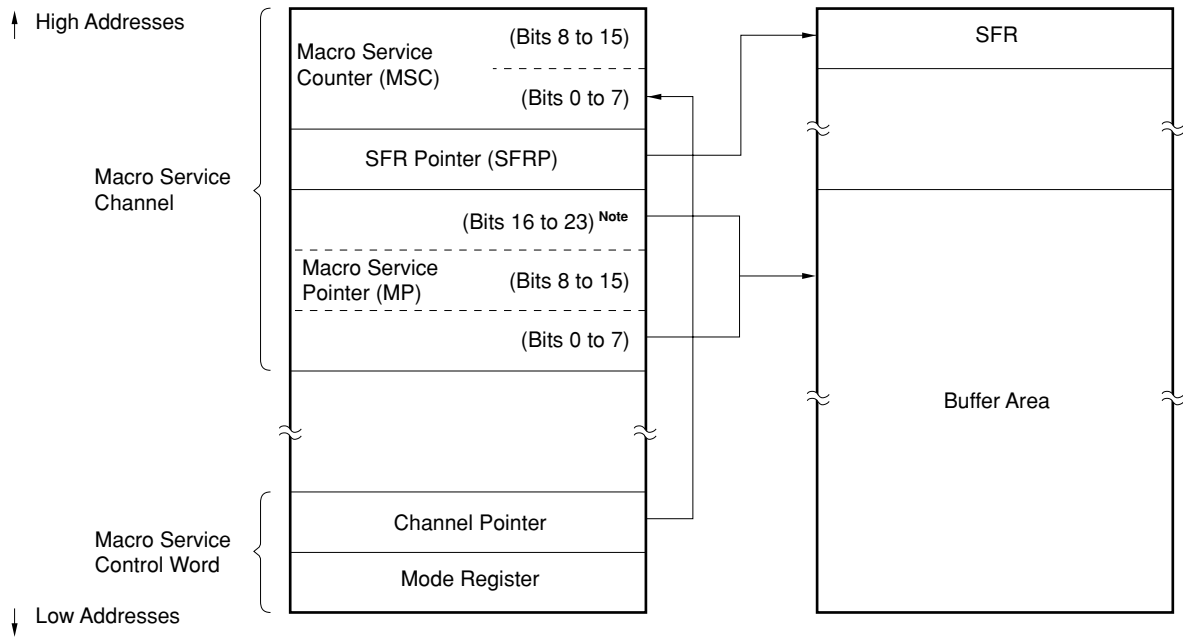 High Addresses
Macro Service
Counter (MSC)
(Bits 8 to 15)
(Bits 0 to 7)
SFR Pointer (SFRP)
Macro Service
Channel
(Bits 16 to 23) Note
Macro Service
Pointer (MP)
(Bits 8 to 15)
(Bits 0 to 7)
Macro Service
Control Word
Channel Pointer
Mode Register
Low Addresses
SFR
Buffer Area